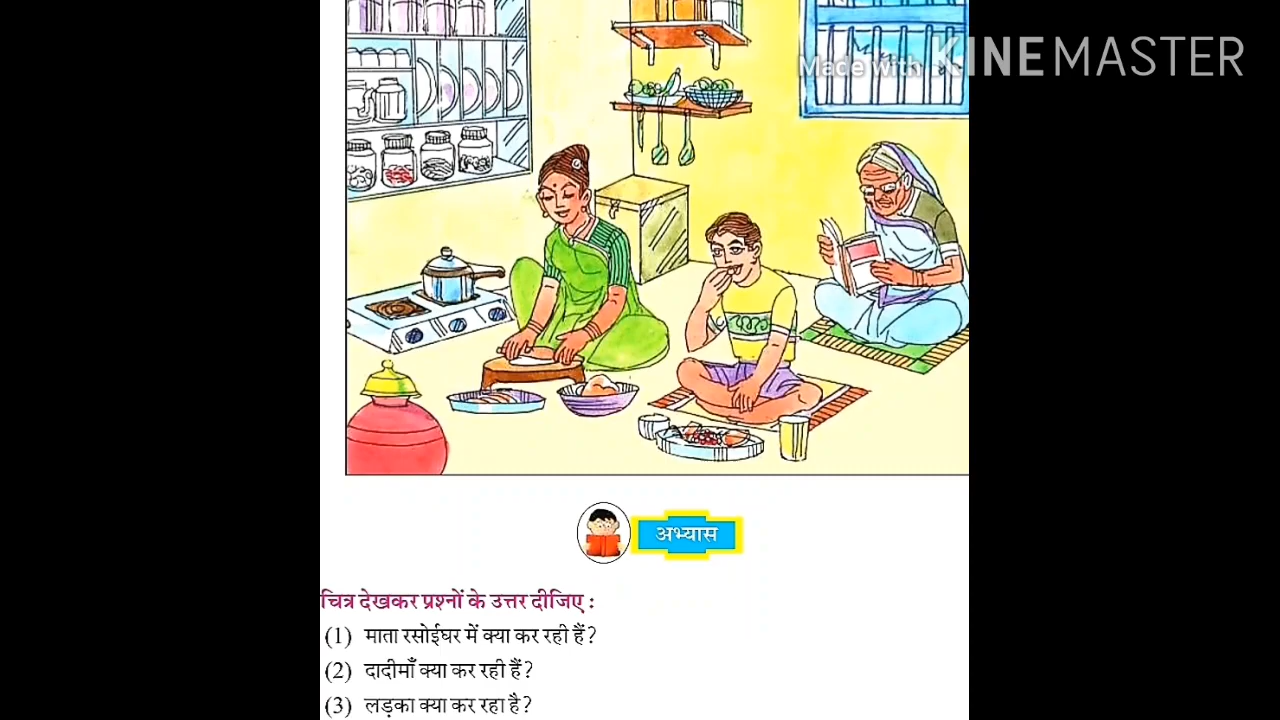 Made with KINEMASTER
अभ्यास
चित्र देखकर प्रश्नों के उत्तर दीजिए :
(1) माता रसोईघर में क्या कर रही हैं?
(2) दादीमाँ क्या कर रही हैं?
(3) लड़का क्या कर रहा है?